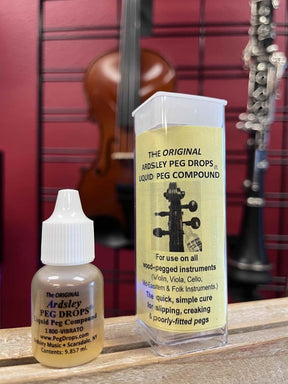 THE ORIGINAL
ARDSLEY PEG DROPS
LIQUID PEG COMPOUND
For use on all
wood-pegged instruments
(Violin, Viola, Cello,
Mid-Eastern & Folk Instruments.)
The quick, simple cure
for slipping, creaking
& poorly-fitted pegs
The ORIGINAL
Ardsley
PEG DROPS
Liquid Peg Compound
1 800-VIBRATO
www.PegDrops.com
Music • Scarsdale, NY
Contents: 9.857 ml.